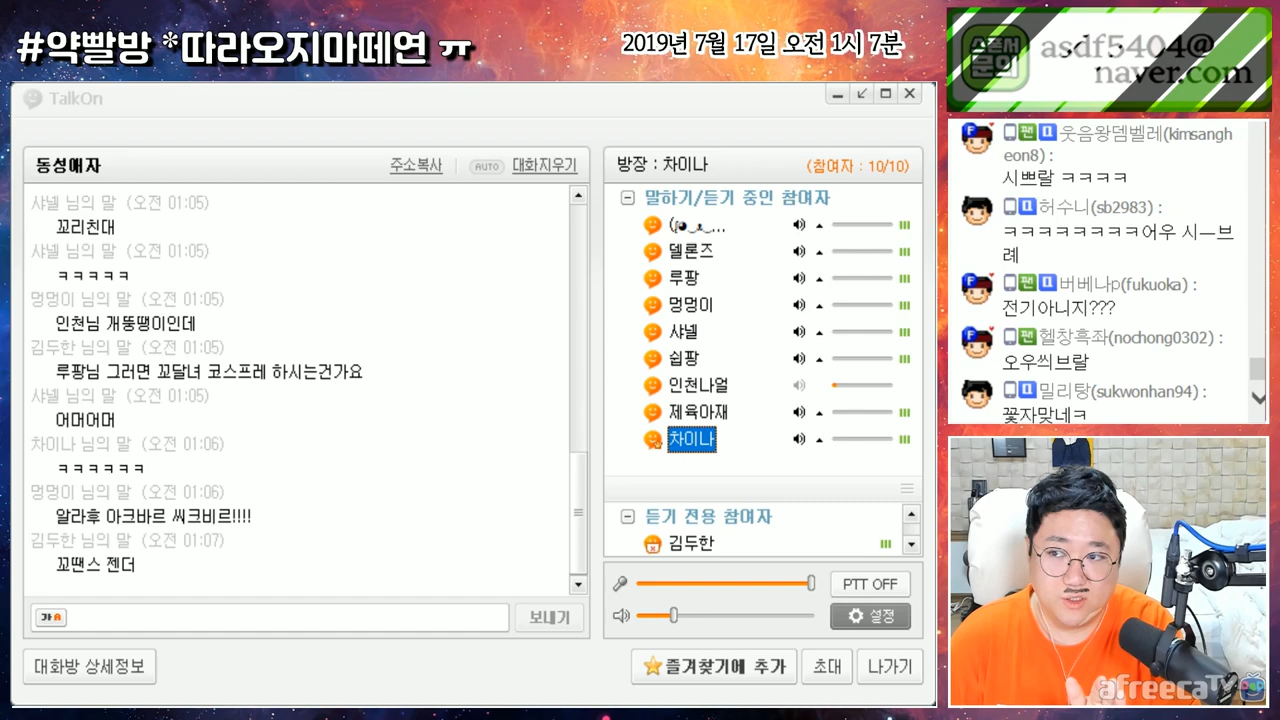 #약빨방 *따라오지마떼연 ㅠ
2019년 7월 17일 오전 1시 7분
소존서
문의
asdf5404@
naver.com
TalkOn
동성애자
주소복사
AUTO
대화지우기
샤넬 님의 말 (오전 01:05)
꼬리친대
샤넬 님의 말 (오전 01:05)
ㅋㅋㅋㅋㅋ
멍멍이 님의 말 (오전 01:05)
인천님 개뚱땡이인데
김두한 님의 말 (오전 01:05)
루팡님 그러면 꼬달녀 코스프레 하시는건가요
샤넬 님의 말 (오전 01:05)
어머어머
차이나 님의 말 (오전 01:06)
ㅋㅋㅋㅋㅋㅋ
멍멍이 님의 말 (오전 01:06)
알라후 아크바르 써크비르!!!!
김두한 님의 말 (오전 01:07)
꼬땐스 젠더
가
보내기
대화방 상세정보
방장 : 차이나
(참여자 : 10/10)
말하기/듣기 중인 참여자
델론즈
루팡
멍멍이
샤넬
쉽팡
인천나얼
제육아재
차이나
듣기 전용 참여자
김두한
PTT OFF
설정
즐겨찾기에 추가
초대
나가기
팬 웃음왕뎀벨레(kimsangh
eon8) :
시쁘랄 ㅋㅋㅋㅋ
허수니(sb2983) :
ㅋㅋㅋㅋㅋㅋㅋㅋ어우 시—브
레
팬 버베나p(fukuoka) :
전기아니지???
팬 헬창흑좌(nochong0302) :
오우씌브랄
밀리탕(sukwonhan94) :
꽃자맞네ㅋ
afreecaTV